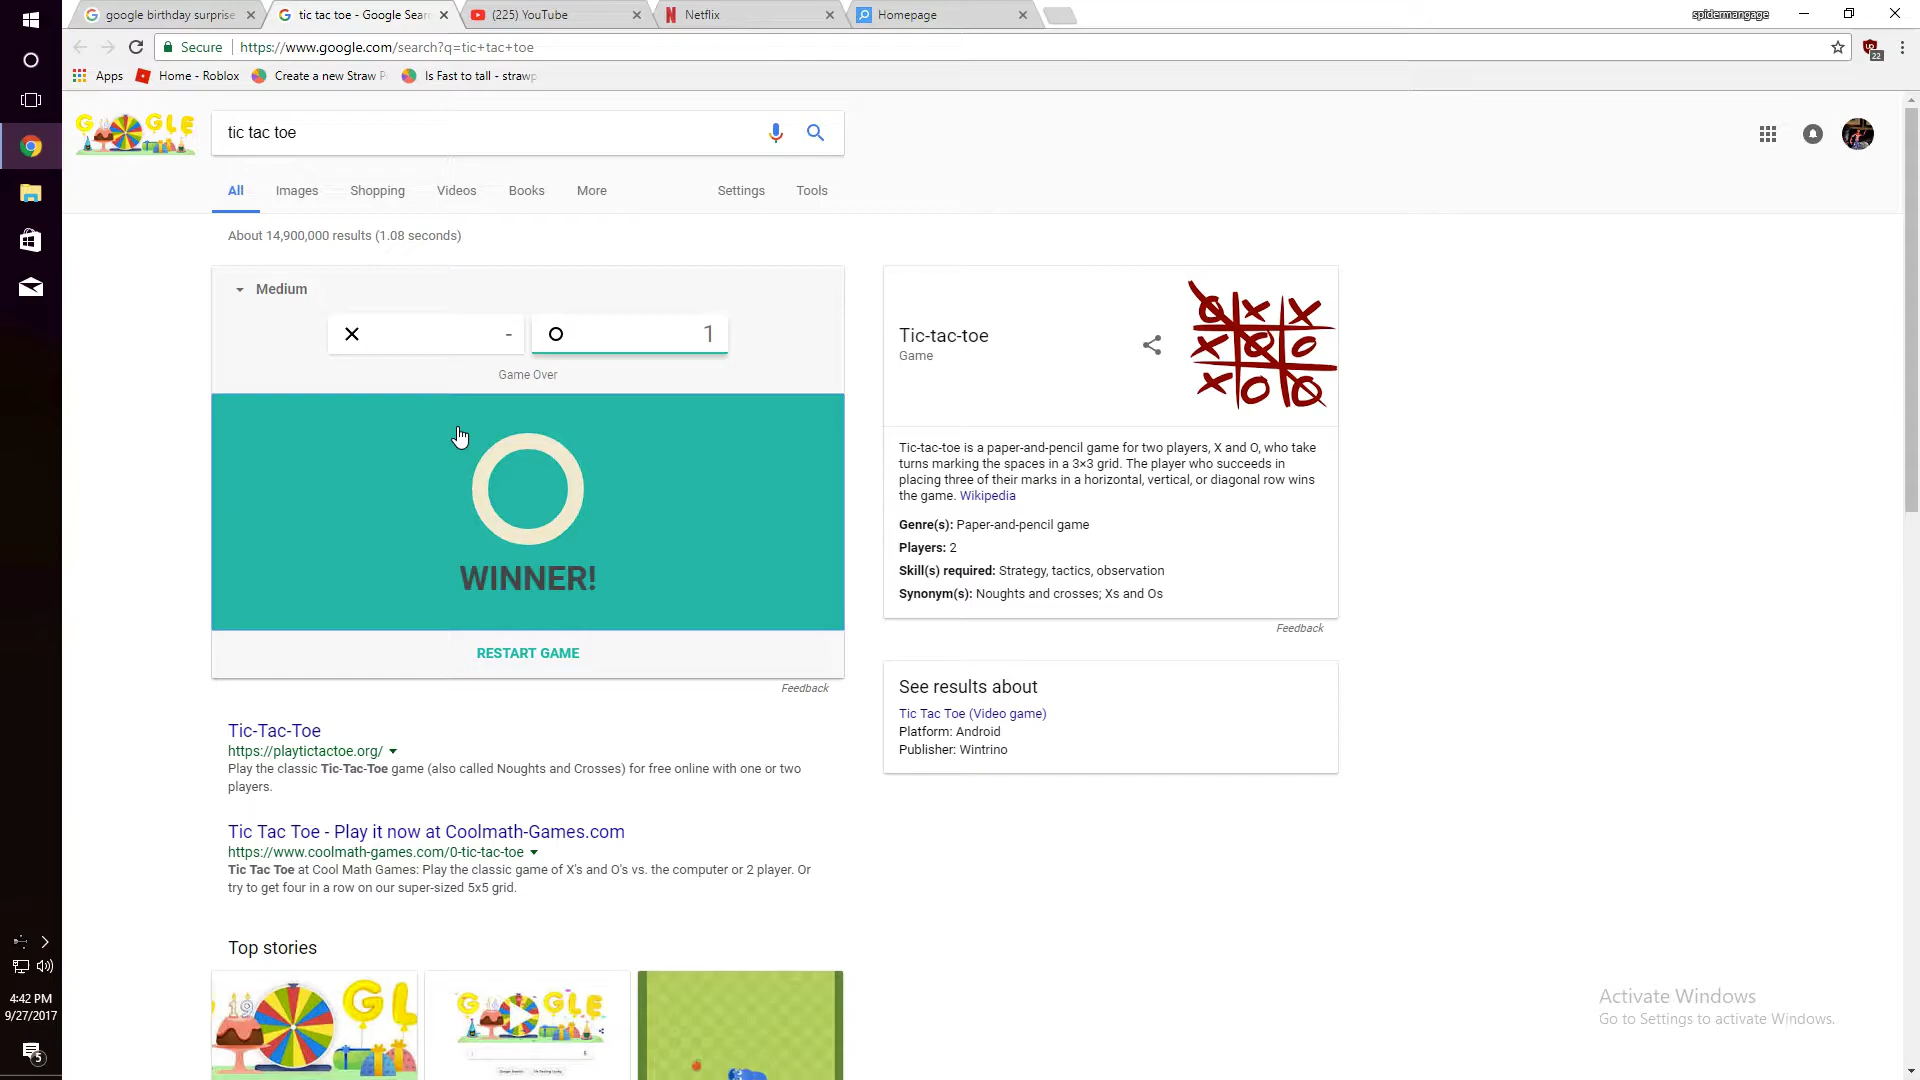 google birthday surprise
tic tac toe - Google Sear
(225) YouTube
Netflix
Homepage
spidermangage
Secure
https://www.google.com/search?q=tic+tac+toe
22
Apps
Home - Roblox
Create a new Straw P
Is Fast to tall - strawp
GOOGLE
tic tac toe
All
Images
Shopping
Videos
Books
More
Settings
Tools
About 14,900,000 results (1.08 seconds)
Medium
X
-
O
1
Game Over
WINNER!
RESTART GAME
Feedback
Tic-tac-toe
Game
Tic-tac-toe is a paper-and-pencil game for two players, X and O, who take
turns marking the spaces in a 3×3 grid. The player who succeeds in
placing three of their marks in a horizontal, vertical, or diagonal row wins
the game. Wikipedia
Genre(s): Paper-and-pencil game
Players: 2
Skill(s) required: Strategy, tactics, observation
Synonym(s): Noughts and crosses; Xs and Os
Feedback
See results about
Tic Tac Toe (Video game)
Platform: Android
Publisher: Wintrino
Tic-Tac-Toe
https://playtictactoe.org/
Play the classic Tic-Tac-Toe game (also called Noughts and Crosses) for free online with one or two
players.
Tic Tac Toe - Play it now at Coolmath-Games.com
https://www.coolmath-games.com/0-tic-tac-toe
Tic Tac Toe at Cool Math Games: Play the classic game of X's and O's vs. the computer or 2 player. Or
try to get four in a row on our super-sized 5x5 grid.
Top stories
19
GL
GOOGLE
4:42 PM
9/27/2017
5
Activate Windows
Go to Settings to activate Windows.